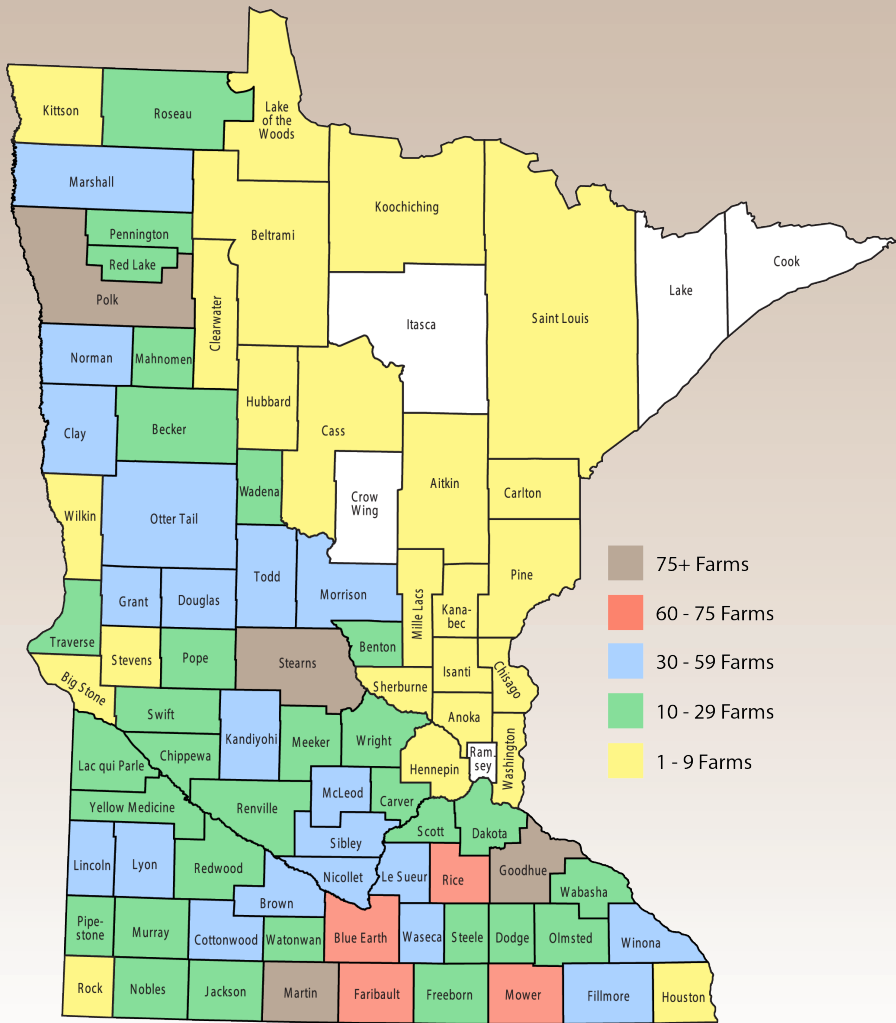 Kittson
Roseau
Lake
of the
Woods
Marshall
Koochiching
Pennington
Beltrami
Red Lake
Polk
Clearwater
Itasca
Saint Louis
Lake
Cook
Norman
Mahnomen
Hubbard
Cass
Clay
Becker
Wadena
Crow
Wing
Aitkin
Carlton
Wilkin
Otter Tail
Todd
Morrison
Mille Lacs
Kana-
bec
Pine
75+ Farms
60 - 75 Farms
30 - 59 Farms
10 - 29 Farms
1 - 9 Farms
Grant
Douglas
Traverse
Stevens
Pope
Stearns
Benton
Isanti
Chisago
Big Stone
Sherburne
Swift
Kandiyohi
Meeker
Wright
Anoka
Washington
Lac qui Parle
Chippewa
Hennepin
Ram-
sey
Yellow Medicine
Renville
McLeod
Carver
Scott
Dakota
Sibley
Lincoln
Lyon
Redwood
Nicollet
Le Sueur
Rice
Goodhue
Wabasha
Brown
Pipe-
stone
Murray
Cottonwood
Watonwan
Blue Earth
Waseca
Steele
Dodge
Olmsted
Winona
Rock
Nobles
Jackson
Martin
Faribault
Freeborn
Mower
Fillmore
Houston